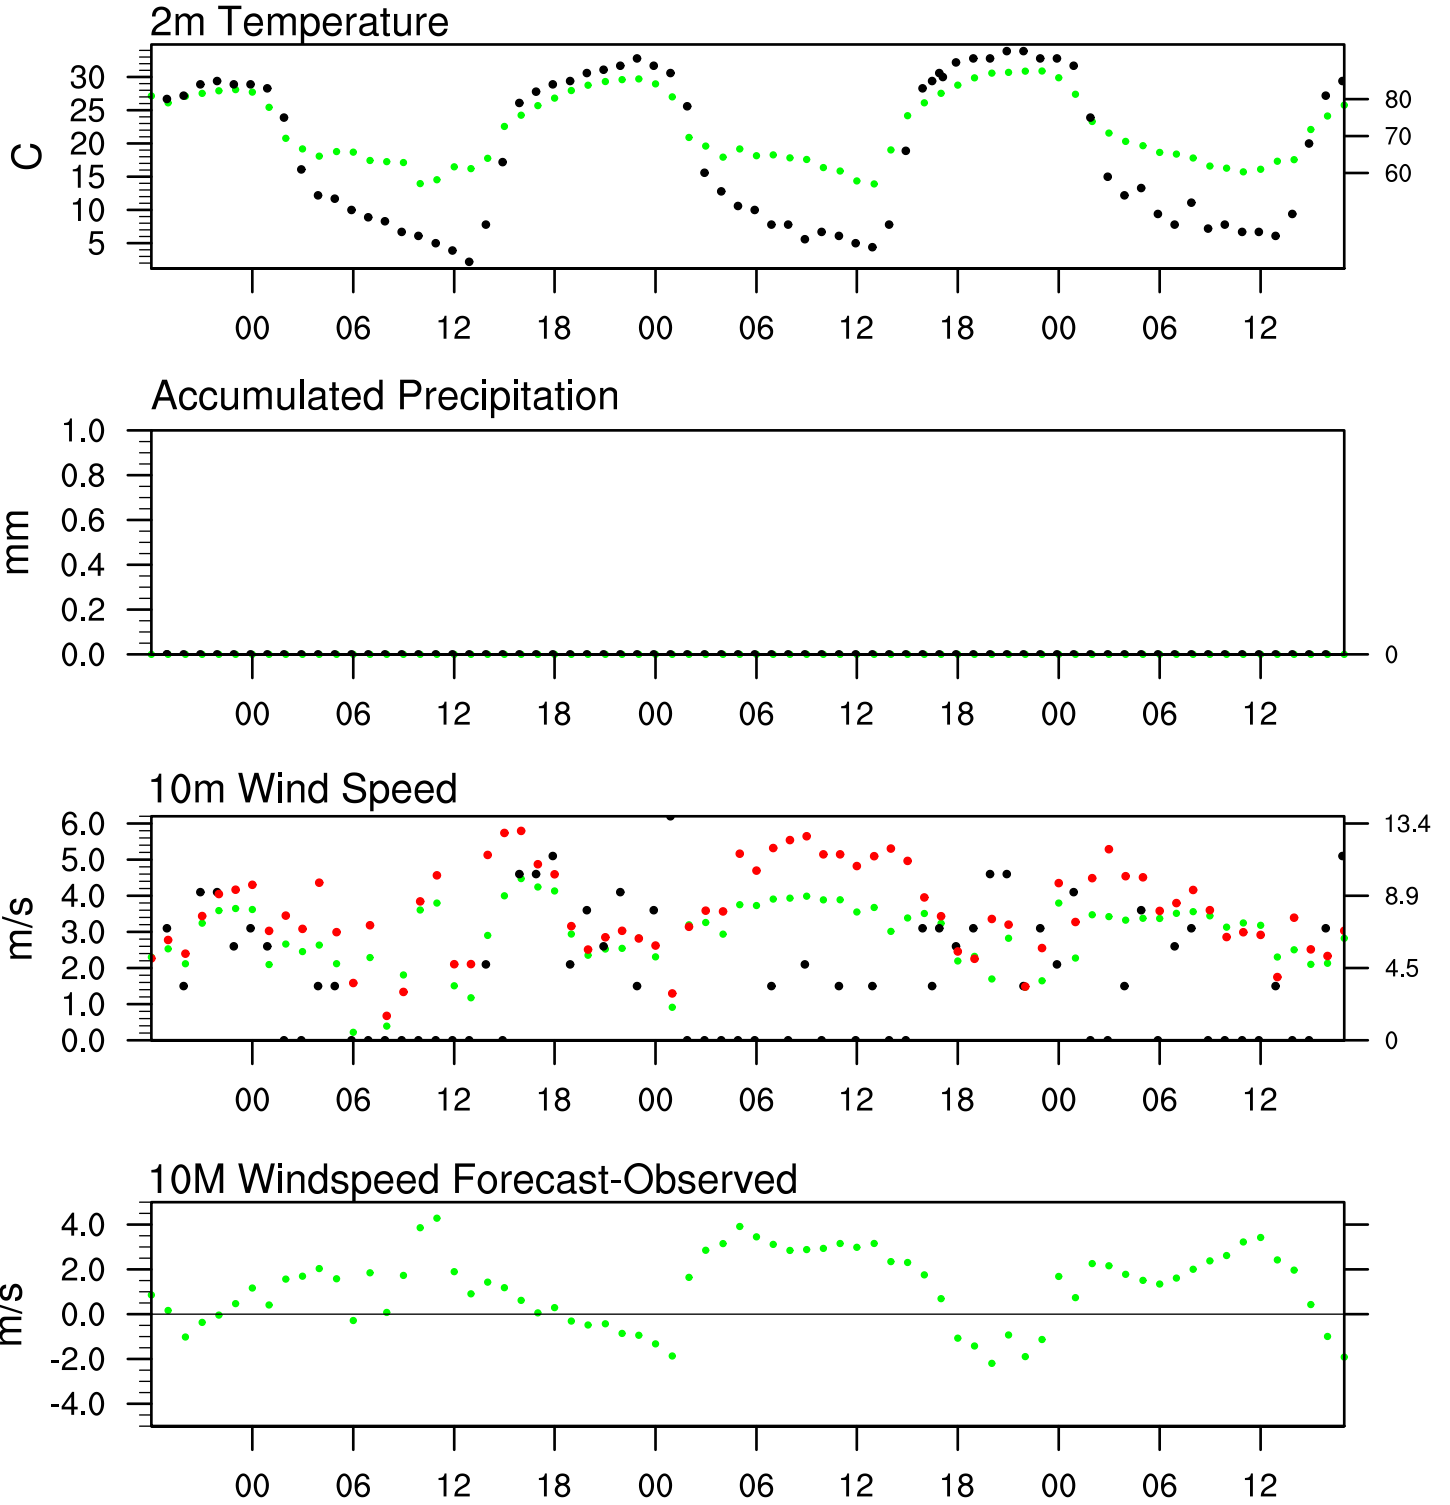 2m Temperature
30
25
20
15
10
5
C
80
70
60
00 06 12 18 00 06 12 18 00 06 12
Accumulated Precipitation
1.0
0.8
0.6
0.4
0.2
0.0
mm
0
00 06 12 18 00 06 12 18 00 06 12
10m Wind Speed
6.0
5.0
4.0
3.0
2.0
1.0
0.0
m/s
13.4
8.9
4.5
0
00 06 12 18 00 06 12 18 00 06 12
10M Windspeed Forecast-Observed
4.0
2.0
0.0
-2.0
-4.0
m/s
00 06 12 18 00 06 12 18 00 06 12